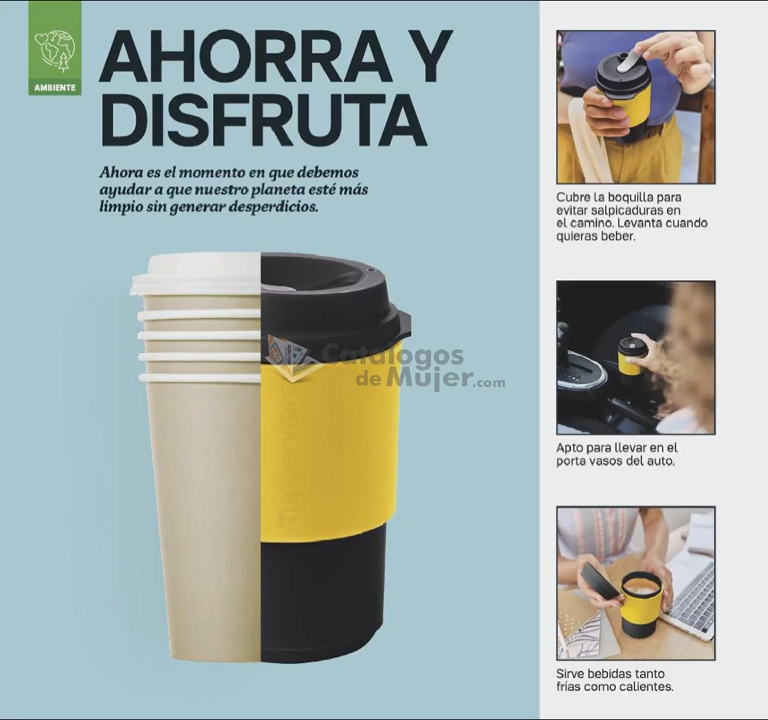 AMBIENTE
AHORRA Y
DISFRUTA
Ahora es el momento en que debemos
ayudar a que nuestro planeta esté más
limpio sin generar desperdicios.
Tupperware
Catálogos
de Mujer.com
Cubre la boquilla para
evitar salpicaduras en
el camino. Levanta cuando
quieras beber.
Apto para llevar en el
porta vasos del auto.
Sirve bebidas tanto
frías como calientes.